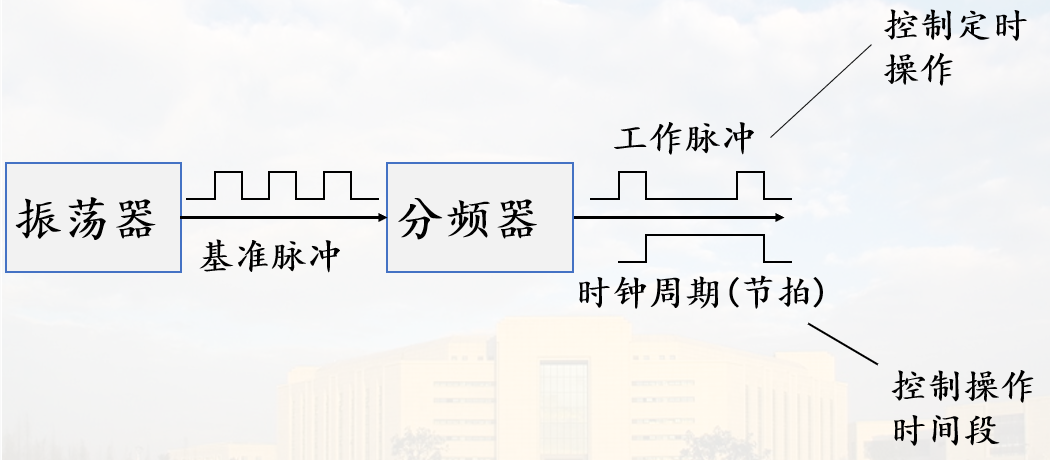 控制定时
操作
工作脉冲
振荡器
分频器
基准脉冲
时钟周期(节拍)
控制操作
时间段